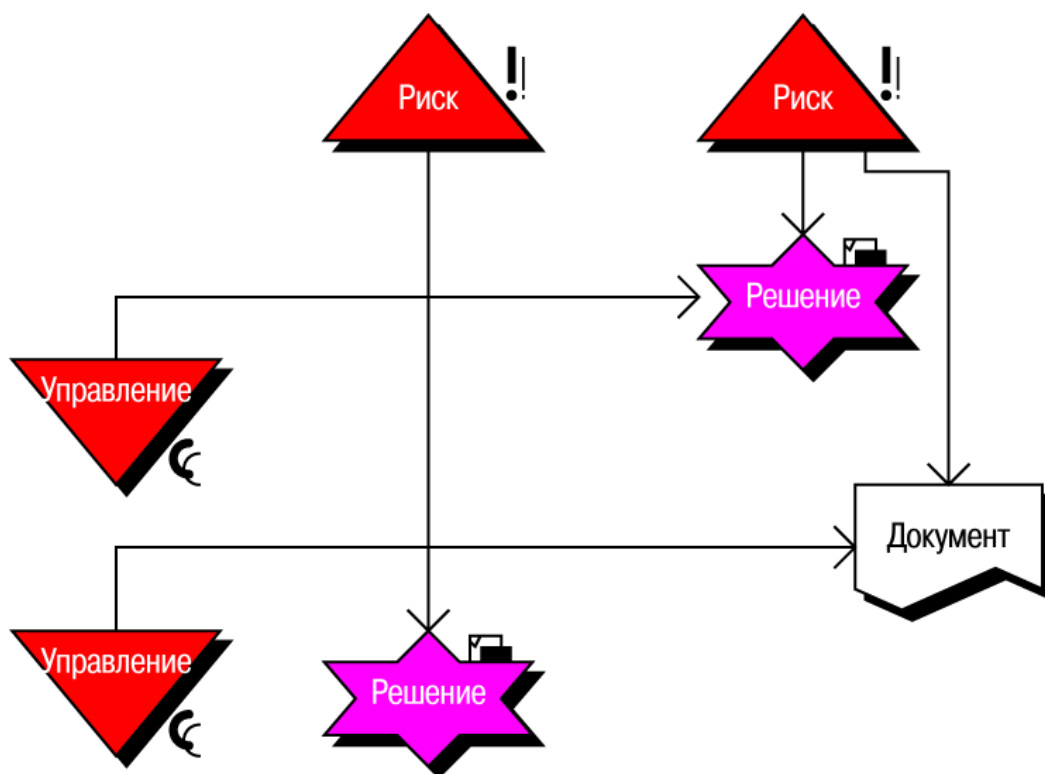 Риск
Риск
Решение
Управление
Документ
Управление
Решение